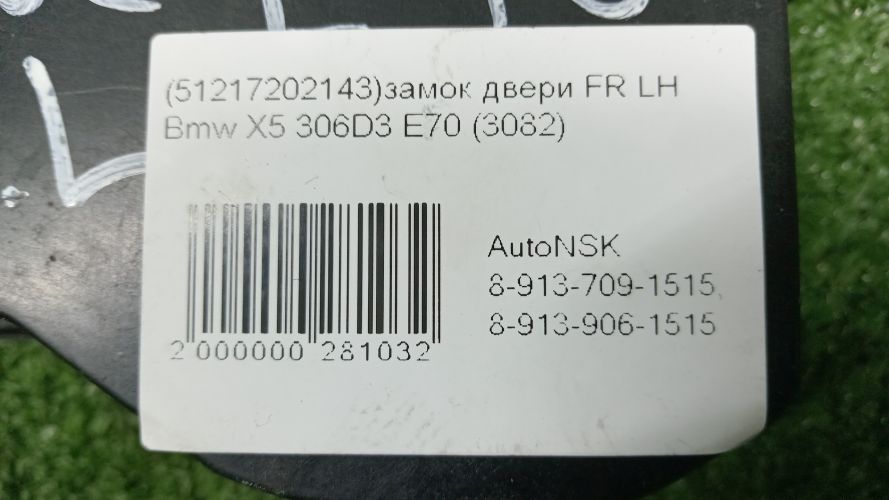 (51217202143)замок двери FR LH
Bmw X5 306D3 E70 (3082)
AutoNSK
8-913-709-1515,
8-913-906-1515
2 000000 281032